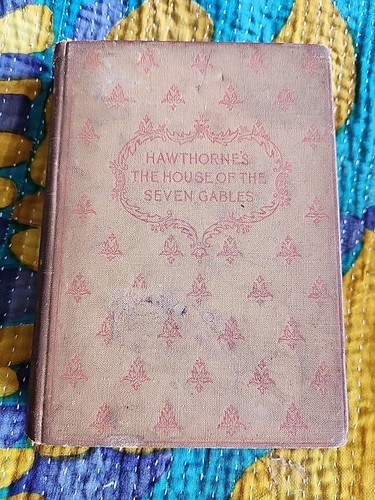 HAWTHORNE'S
THE HOUSE OF THE
SEVEN GABLES